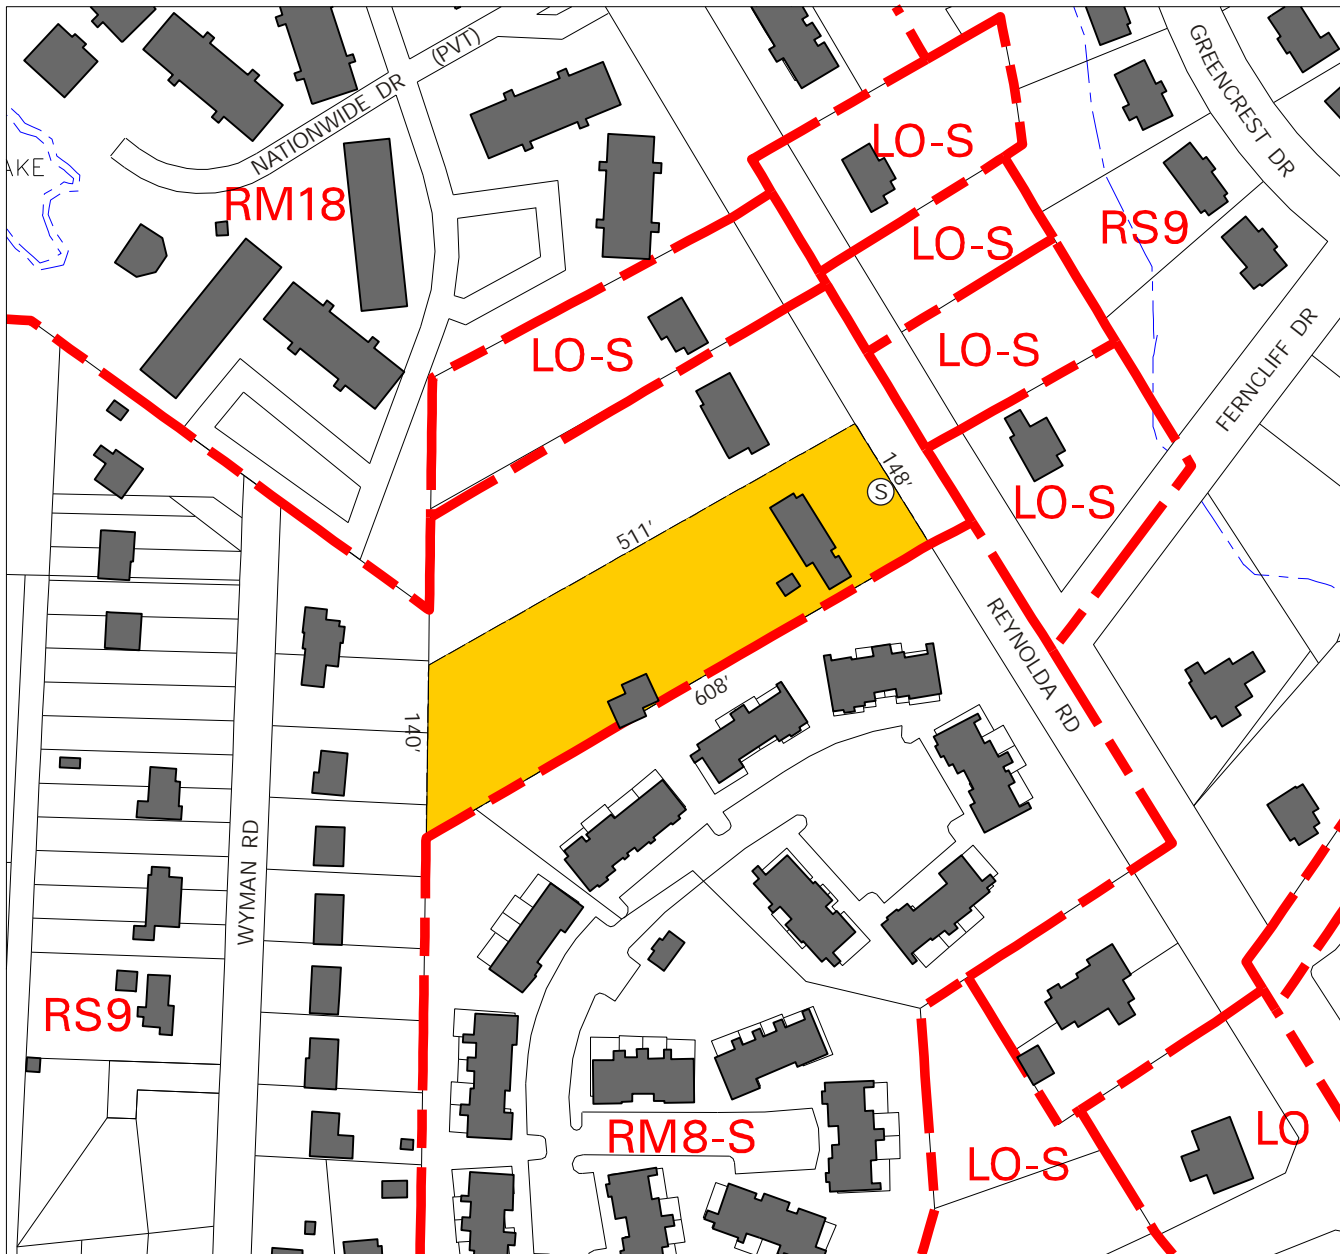 GREENCREST DR
(PVT)
NATIONWIDE DR
LO-S
AKE
RM18
RS9
LO-S
LO-S
LO-S
FERNCLIFF DR
148'
S
LO-S
511'
REYNOLDA RD
608'
140'
WYMAN RD
RS9
RM8-S
LO
LO-S